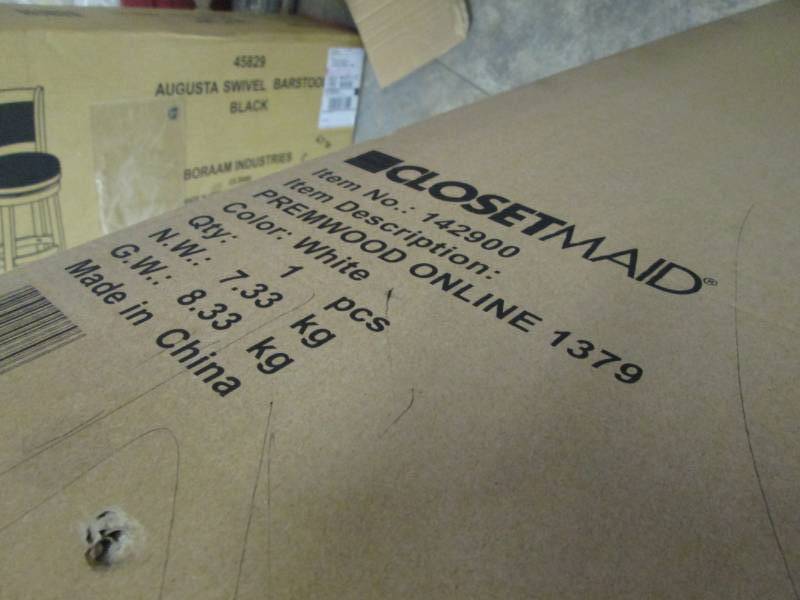 45829
AUGUSTA SWIVEL BARSTOOL
BLACK
BORAAM INDUSTRIES
CLOSETMAID®
Item No.: 142900
Item Description:
PREMWOOD ONLINE 1379
Color: White
Qty: 1 pcs
N.W.: 7.33 kg
G.W.: 8.33 kg
Made in China